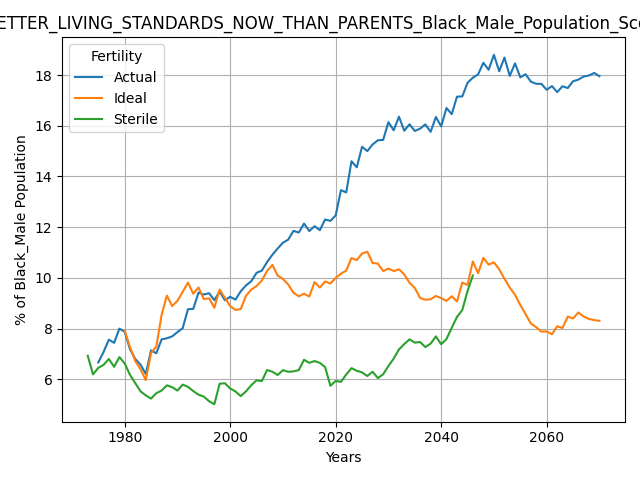 ETTER_LIVING_STANDARDS_NOW_THAN_PARENTS_Black_Male_Population_Sc
Fertility
Actual
Ideal
Sterile
18
16
14
12
10
8
6
% of Black_Male Population
1980
2000
2020
2040
2060
Years